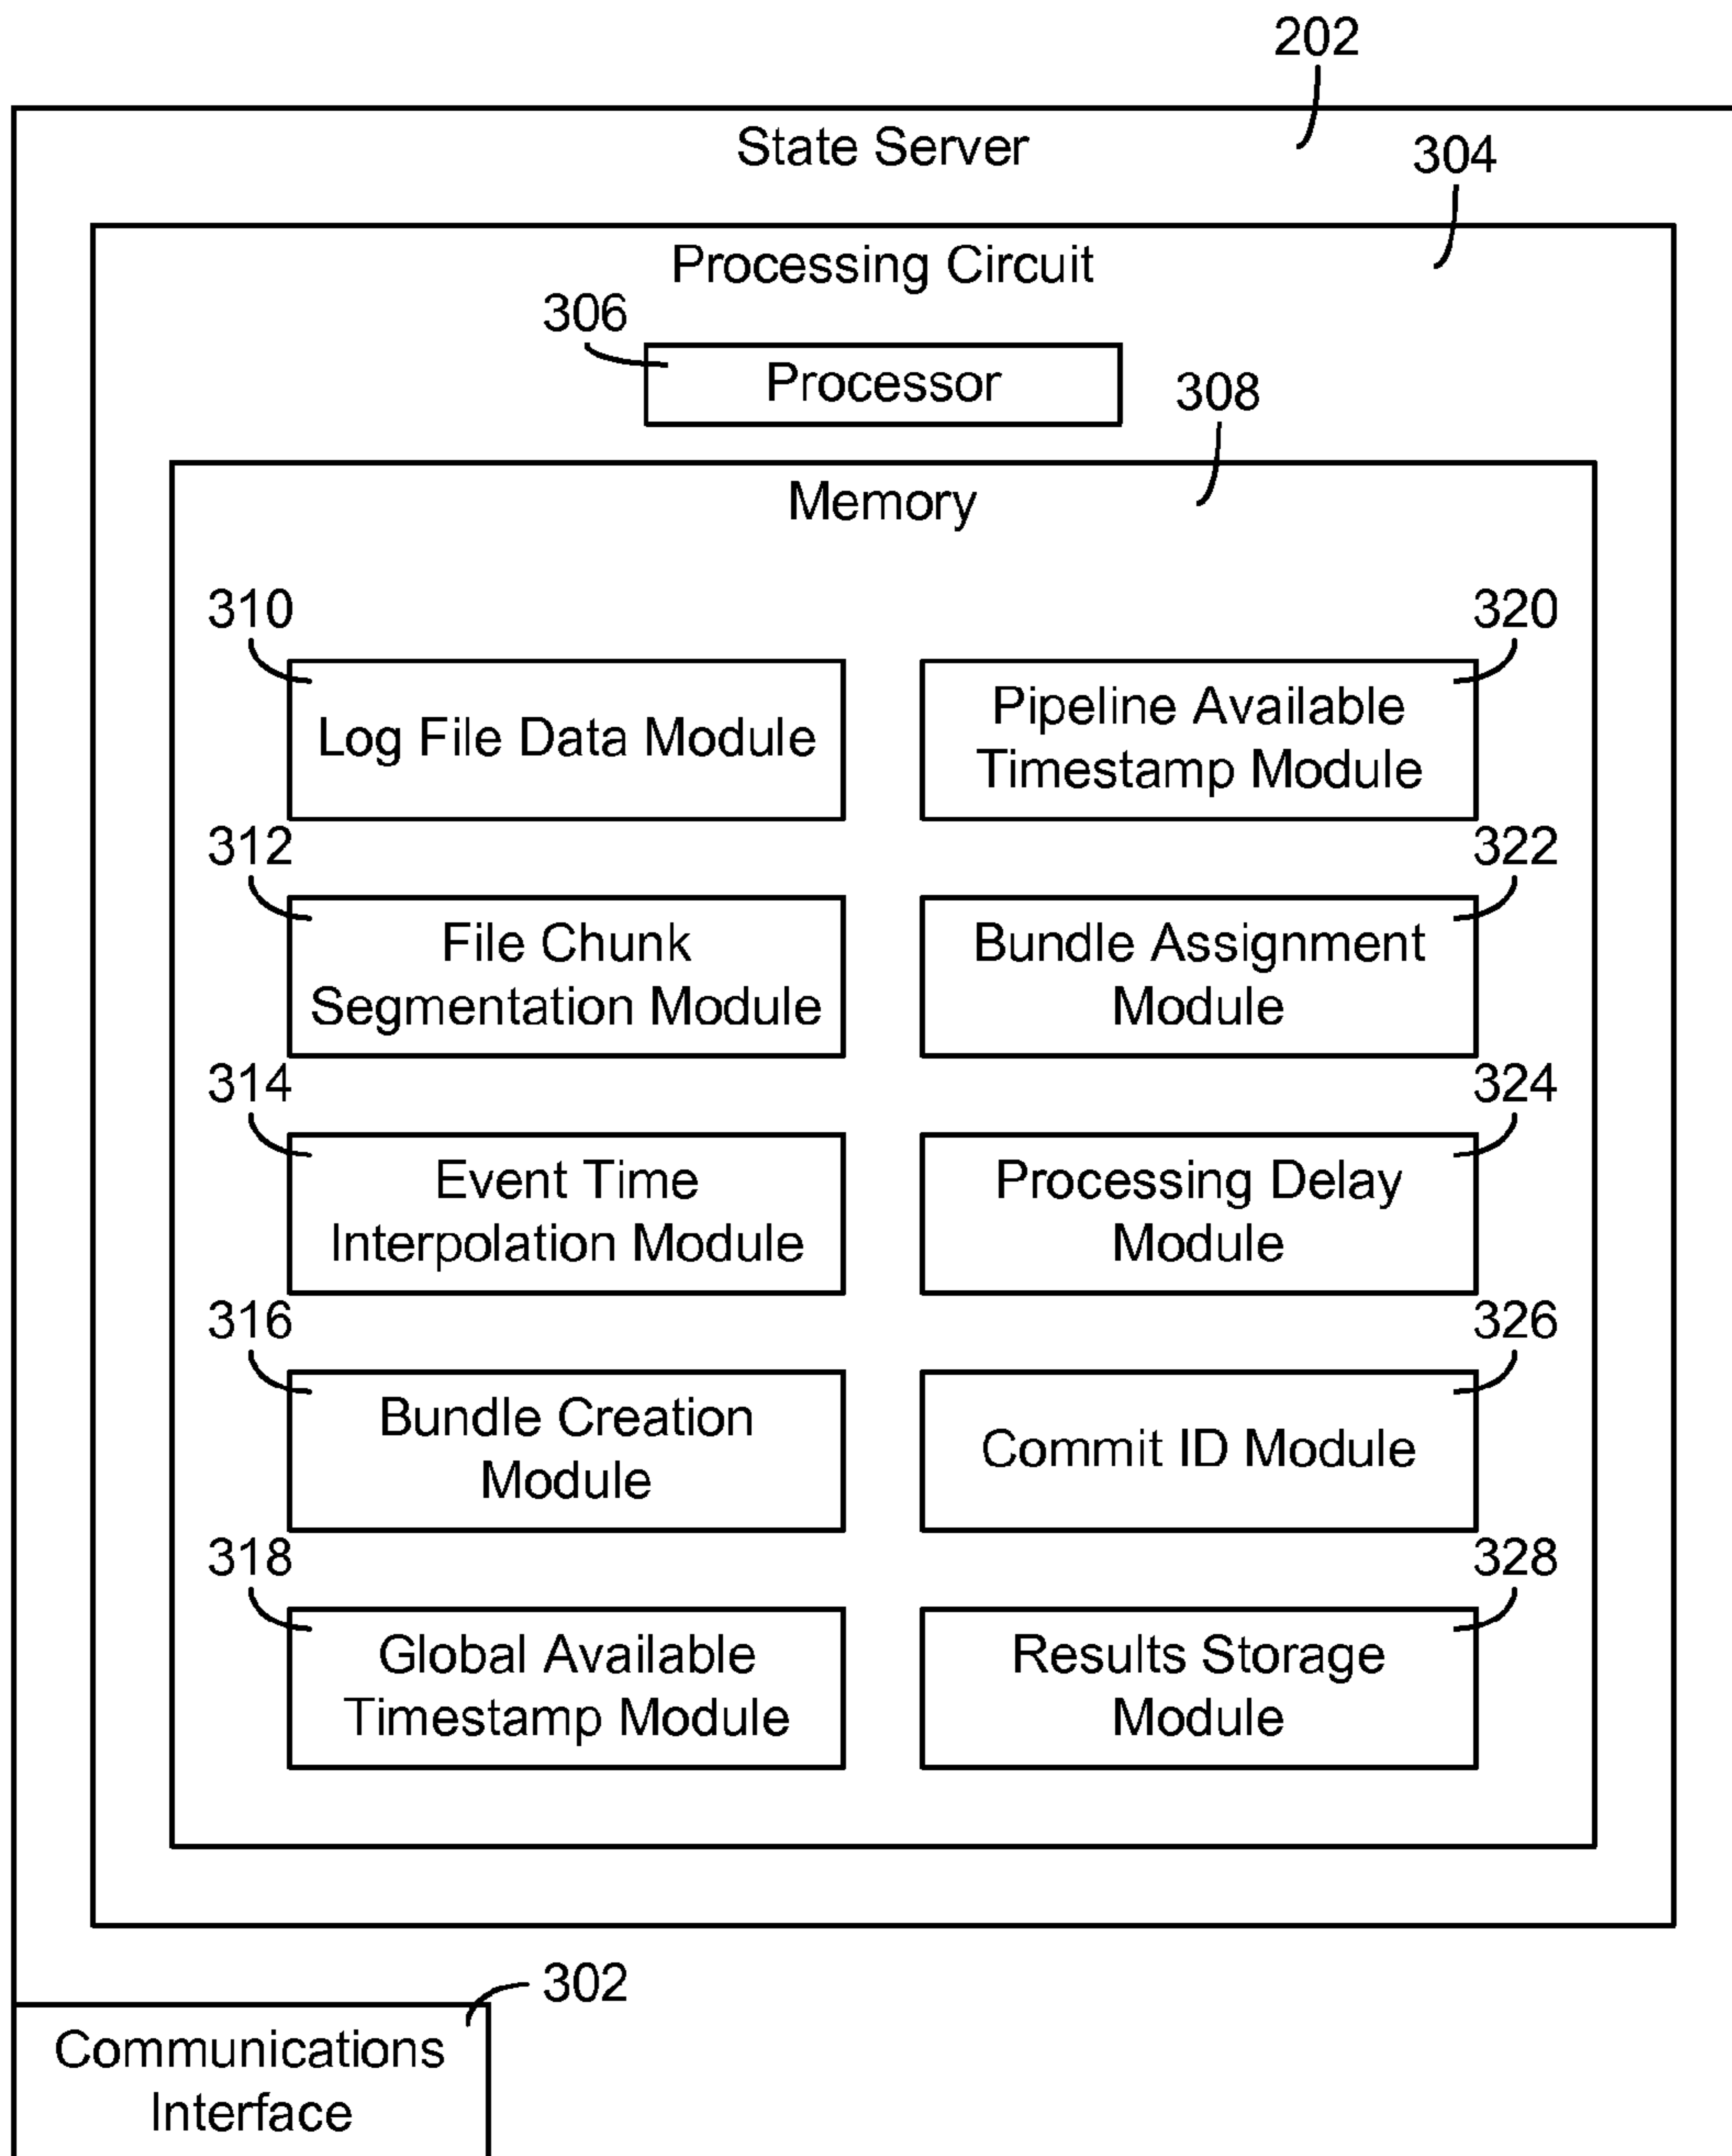 202
State Server
304
Processing Circuit
306
Processor
308
Memory
310
Log File Data Module
320
Pipeline Available
Timestamp Module
312
File Chunk
Segmentation Module
322
Bundle Assignment
Module
314
Event Time
Interpolation Module
324
Processing Delay
Module
316
Bundle Creation
Module
326
Commit ID Module
318
Global Available
Timestamp Module
328
Results Storage
Module
302
Communications
Interface